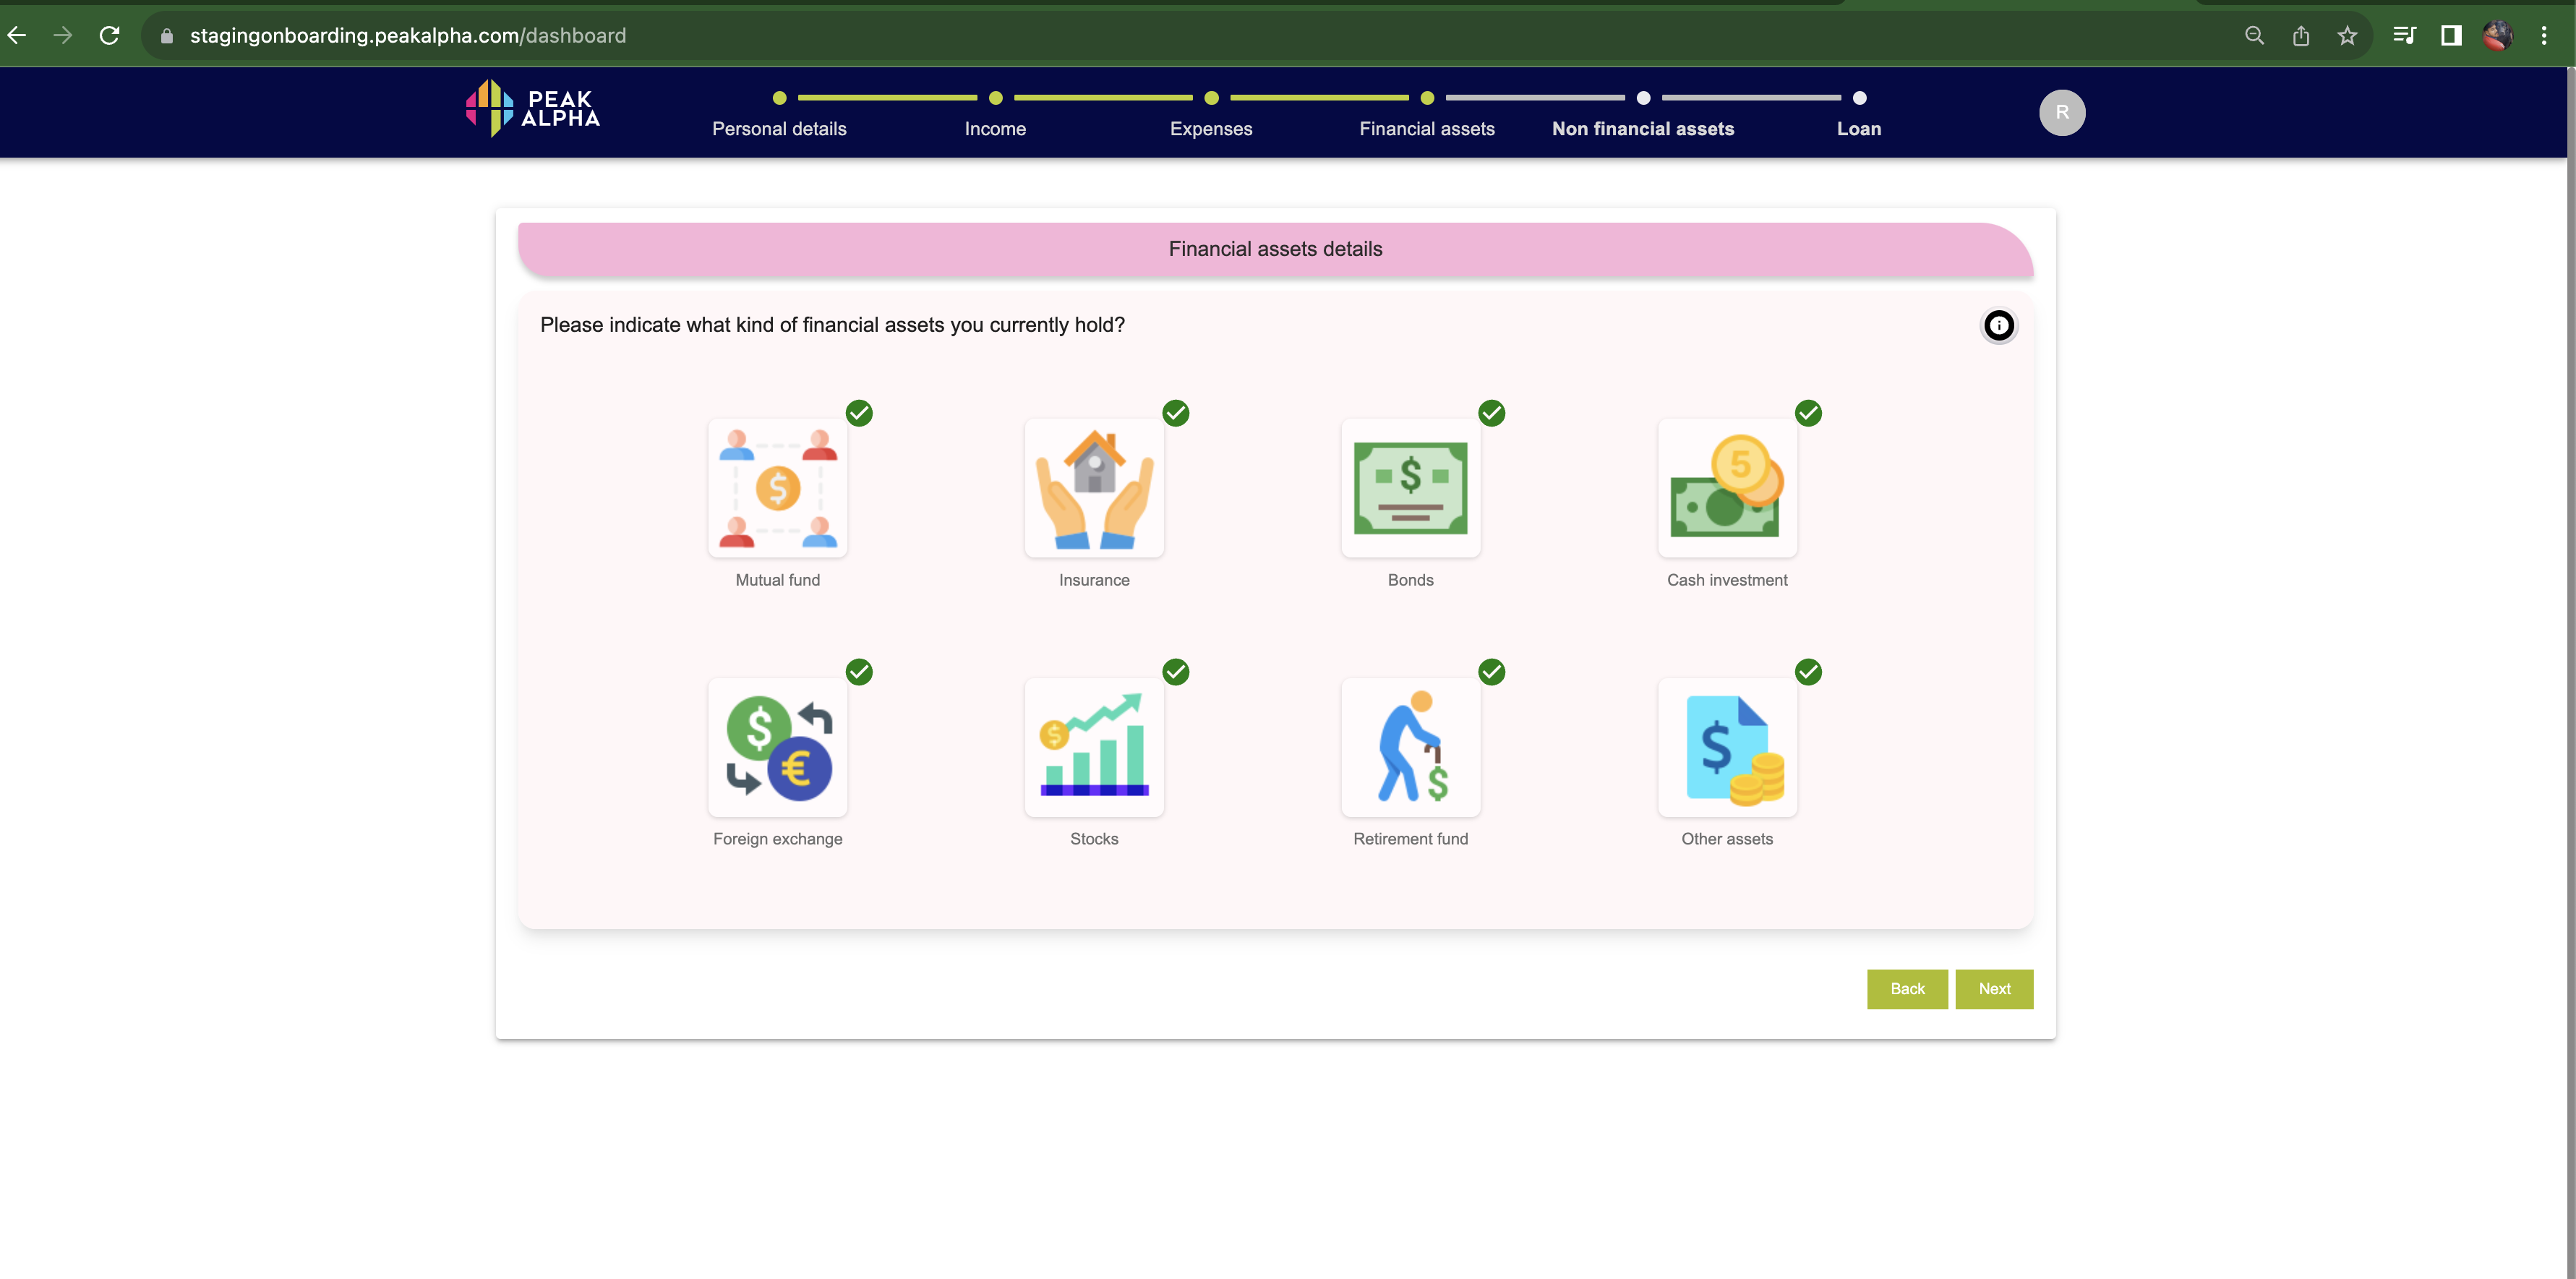 stagingonboarding.peakalpha.com/dashboard
PEAK
ALPHA
Personal details
Income
Expenses
Financial assets
Non financial assets
Loan
R
Financial assets details
Please indicate what kind of financial assets you currently hold?
i
$
$
5
Mutual fund
Insurance
Bonds
Cash investment
$
€
$
$
$
Foreign exchange
Stocks
Retirement fund
Other assets
Back
Next